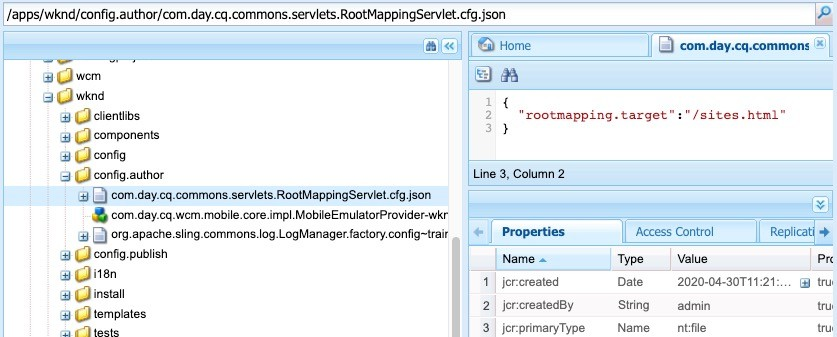 /apps/wknd/config.author/com.day.cq.commons.servlets.RootMappingServlet.cfg.json
wcm
wknd
clientlibs
components
config
config.author
com.day.cq.commons.servlets.RootMappingServlet.cfg.json
com.day.cq.wcm.mobile.core.impl.MobileEmulatorProvider-wkn
org.apache.sling.commons.log.LogManager.factory.config~train
config.publish
i18n
install
templates
tests
Home
com.day.cq.commons
1 {
2 "rootmapping.target":"/sites.html"
3 }
Line 3, Column 2
Properties Access Control Replicati
Name Type Value Pro
1 jcr:created Date 2020-04-30T11:21:... true
2 jcr:createdBy String admin true
3 jcr:primaryType Name nt:file true